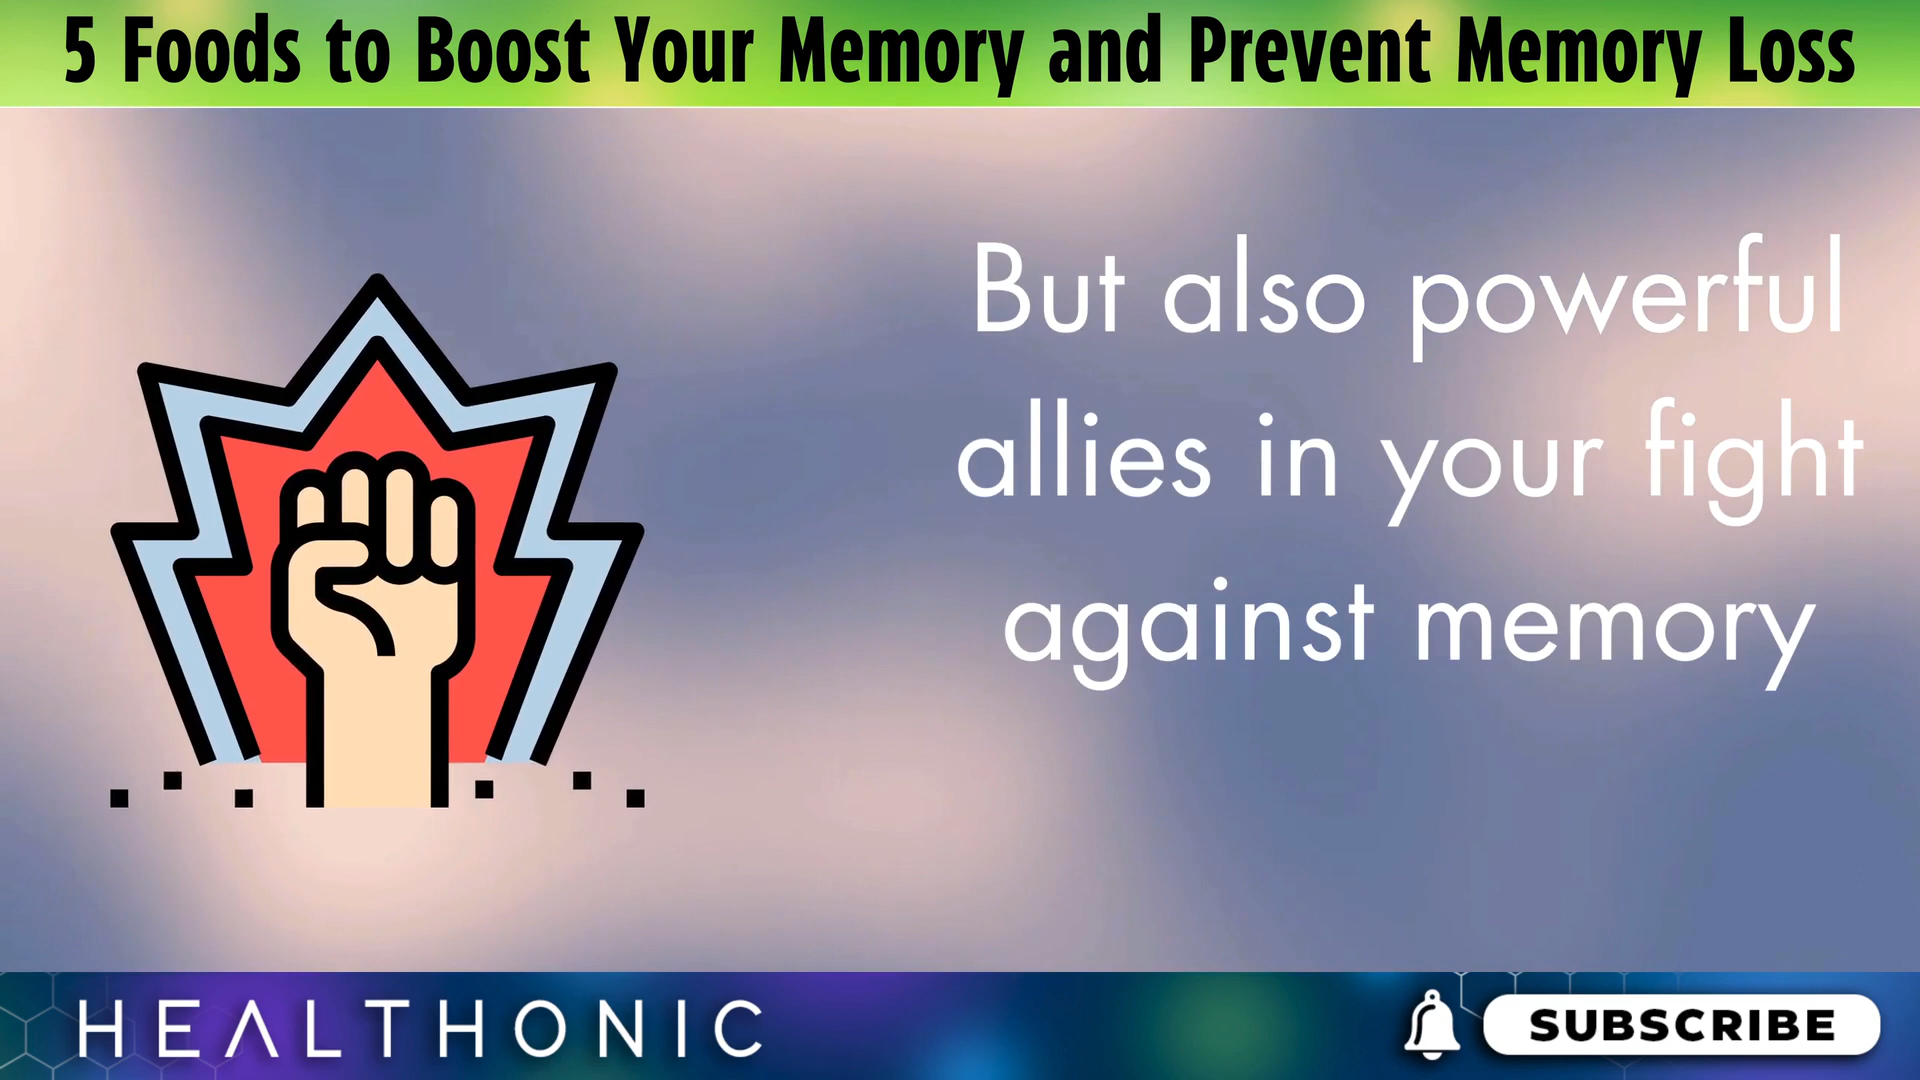 5 Foods to Boost Your Memory and Prevent Memory Loss
But also powerful
allies in your fight
against memory
HEALTHONIC
SUBSCRIBE